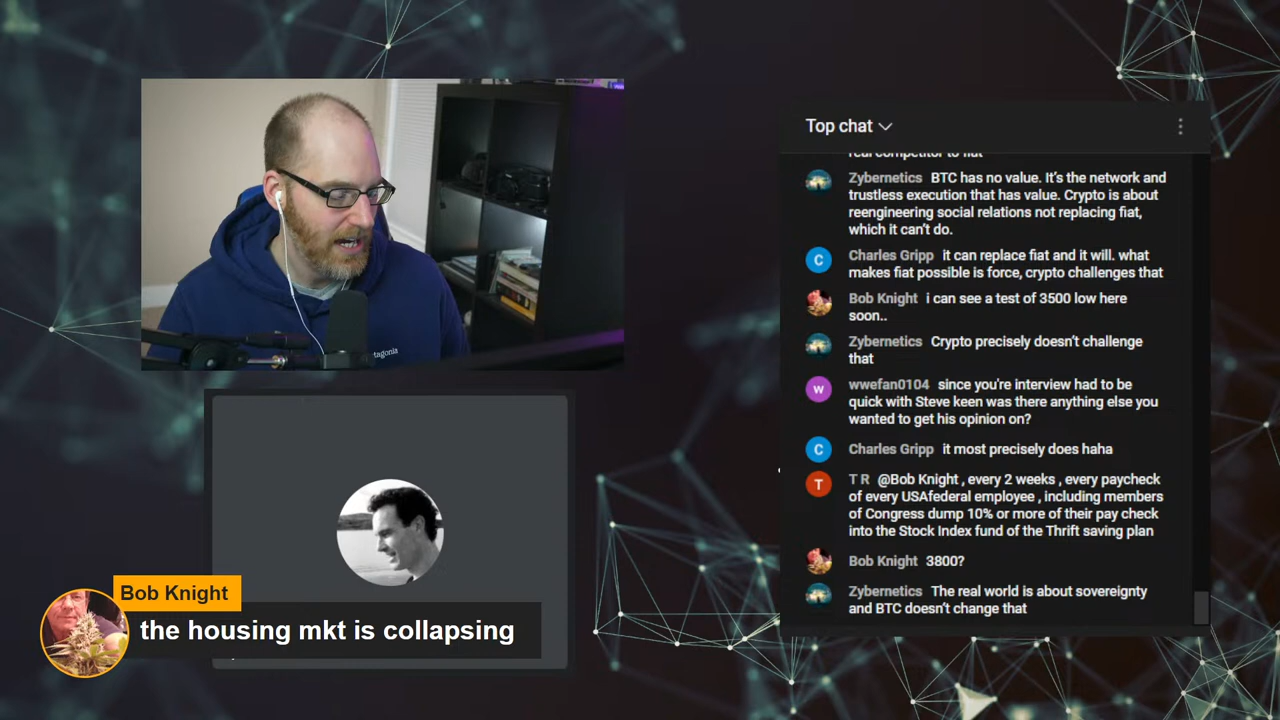 Top chat
real competitor to fiat
Zybernetics BTC has no value. It's the network and
trustless execution that has value. Crypto is about
reengineering social relations not replacing fiat,
which it can't do.
C Charles Gripp it can replace fiat and it will. what
makes fiat possible is force, crypto challenges that
Bob Knight i can see a test of 3500 low here
soon..
Zybernetics Crypto precisely doesn't challenge
that
w wwefan0104 since you're interview had to be
quick with Steve keen was there anything else you
wanted to get his opinion on?
C Charles Gripp it most precisely does haha
T T R @Bob Knight , every 2 weeks , every paycheck
of every USAfederal employee , including members
of Congress dump 10% or more of their pay check
into the Stock Index fund of the Thrift saving plan
Bob Knight 3800?
Zybernetics The real world is about sovereignty
and BTC doesn't change that
tagonia
Bob Knight
the housing mkt is collapsing